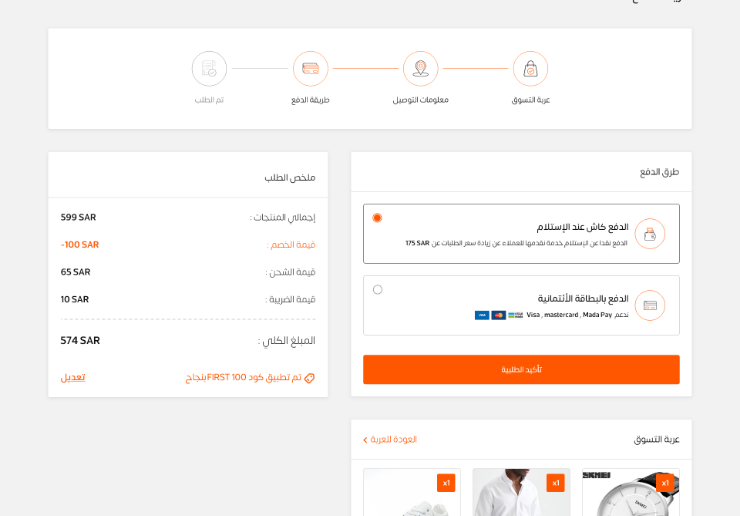 عربة التسوق
معلومات التوصيل
طريقة الدفع
تم الطلب
طرق الدفع
الدفع كاش عند الإستلام
الدفع نقدا عن الإستلام خدمة نقدمها للعملاء عن زيادة سعر الطلبات عن 175 SAR
الدفع بالبطاقة الأئتمانية
ندعم Visa , mastercard , Mada Pay
تأكيد الطلبية
ملخص الطلب
إجمالي المنتجات : 599 SAR
قيمة الخصم : -100 SAR
قيمة الشحن : 65 SAR
قيمة الضريبة : 10 SAR
المبلغ الكلي : 574 SAR
تم تطبيق كود FIRST 100 بنجاح
تعديل
عربة التسوق
العودة للعربة
x1
SKMEI
x1
x1